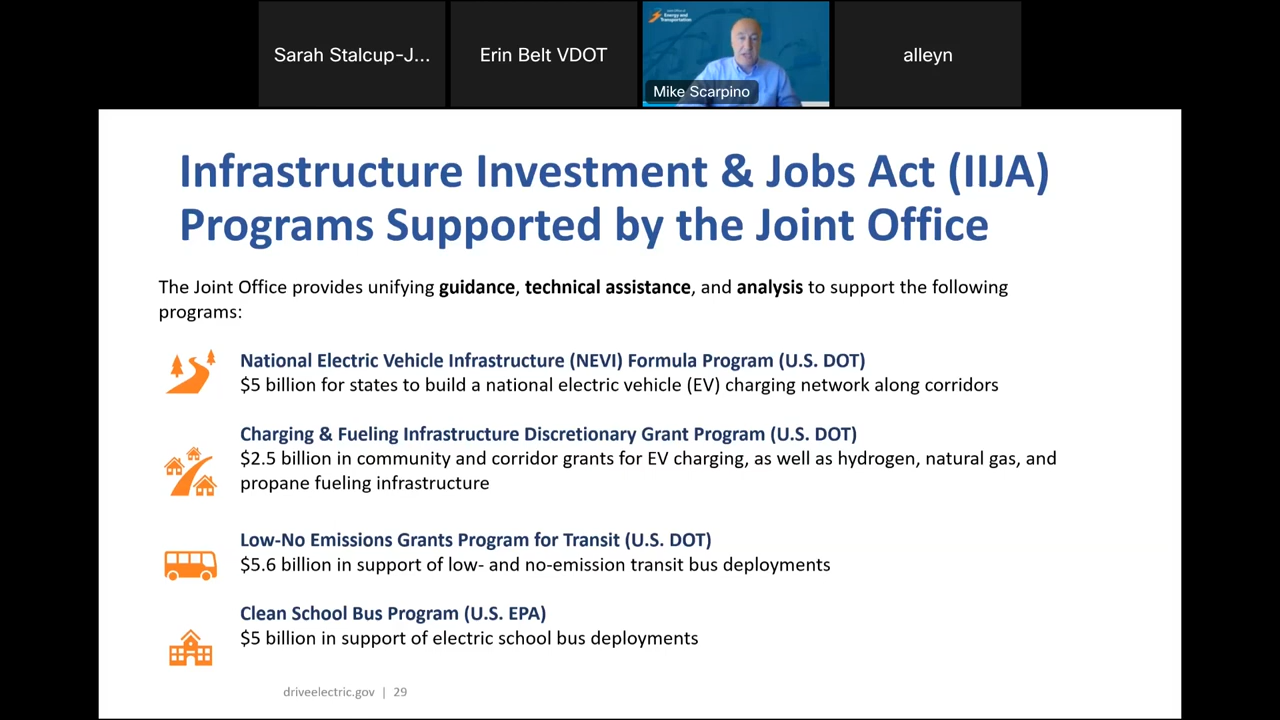 Sarah Stalcup-J...
Erin Belt VDOT
Energy and
Transportation
Mike Scarpino
alleyn
Infrastructure Investment & Jobs Act (IIJA)
Programs Supported by the Joint Office
The Joint Office provides unifying guidance, technical assistance, and analysis to support the following
programs:
National Electric Vehicle Infrastructure (NEVI) Formula Program (U.S. DOT)
$5 billion for states to build a national electric vehicle (EV) charging network along corridors
Charging & Fueling Infrastructure Discretionary Grant Program (U.S. DOT)
$2.5 billion in community and corridor grants for EV charging, as well as hydrogen, natural gas, and
propane fueling infrastructure
Low-No Emissions Grants Program for Transit (U.S. DOT)
$5.6 billion in support of low- and no-emission transit bus deployments
Clean School Bus Program (U.S. EPA)
$5 billion in support of electric school bus deployments
driveelectric.gov | 29